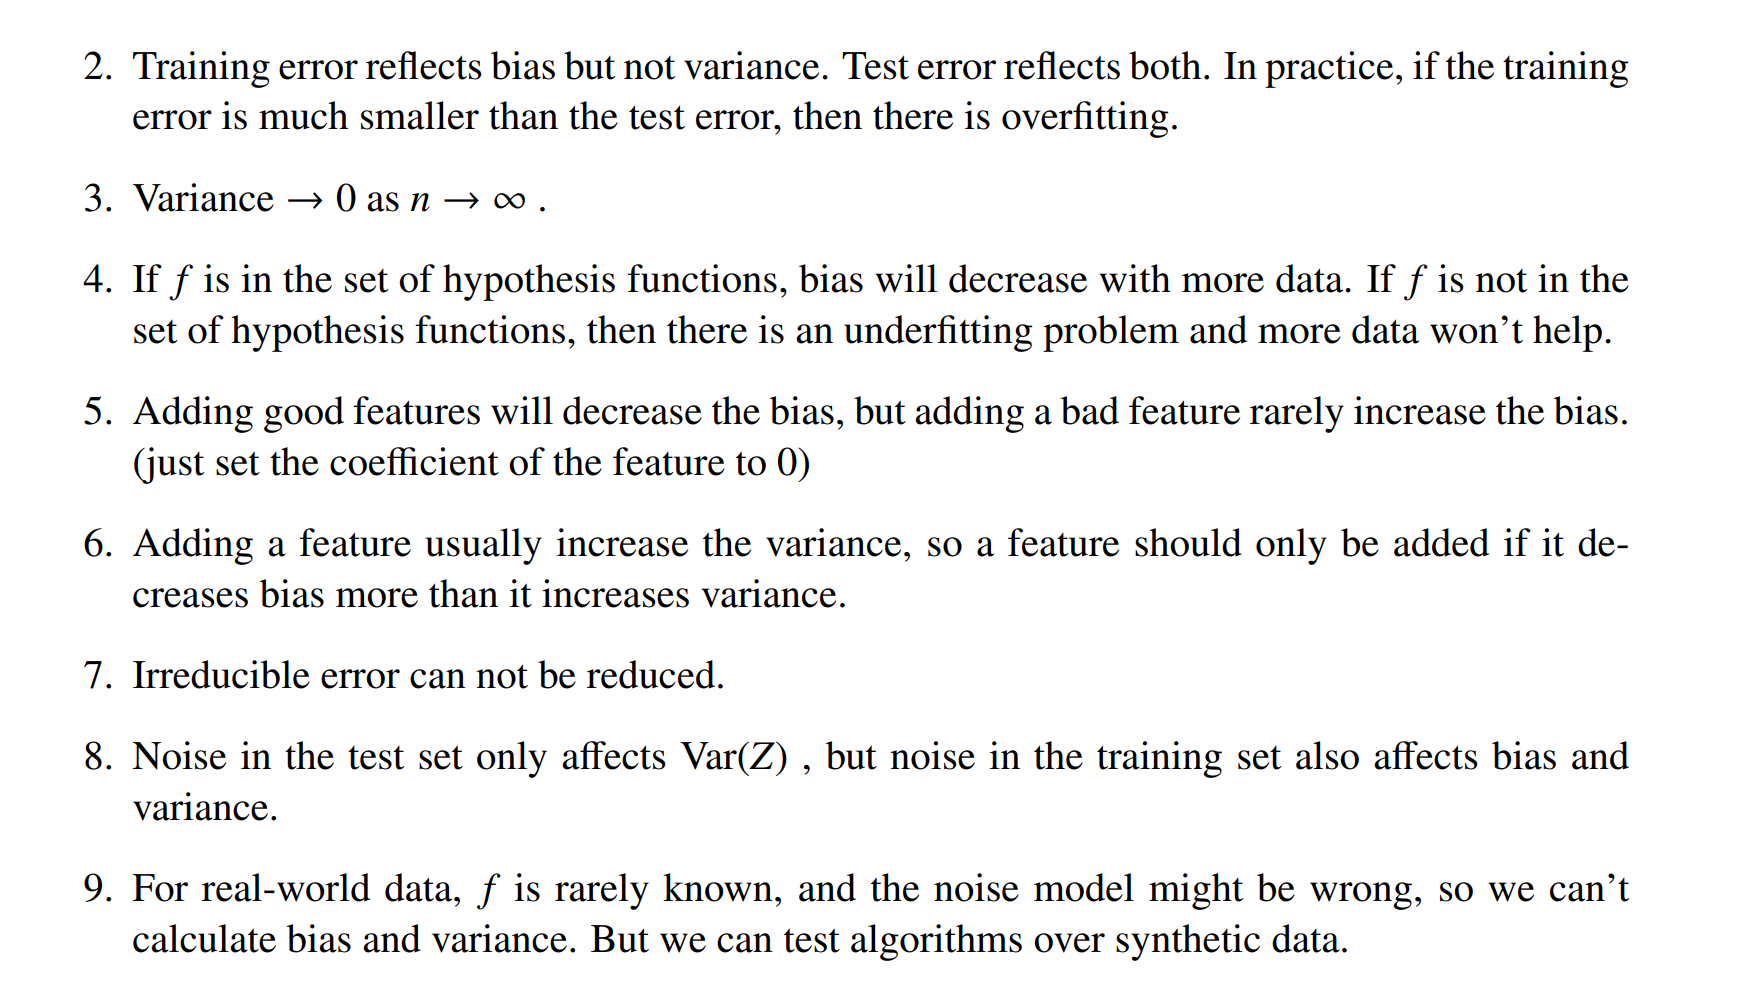 2. Training error reflects bias but not variance. Test error reflects both. In practice, if the training
error is much smaller than the test error, then there is overfitting.
3. Variance → 0 as n → ∞ .
4. If f is in the set of hypothesis functions, bias will decrease with more data. If f is not in the
set of hypothesis functions, then there is an underfitting problem and more data won’t help.
5. Adding good features will decrease the bias, but adding a bad feature rarely increase the bias.
(just set the coefficient of the feature to 0)
6. Adding a feature usually increase the variance, so a feature should only be added if it de-
creases bias more than it increases variance.
7. Irreducible error can not be reduced.
8. Noise in the test set only affects Var(Z) , but noise in the training set also affects bias and
variance.
9. For real-world data, f is rarely known, and the noise model might be wrong, so we can’t
calculate bias and variance. But we can test algorithms over synthetic data.